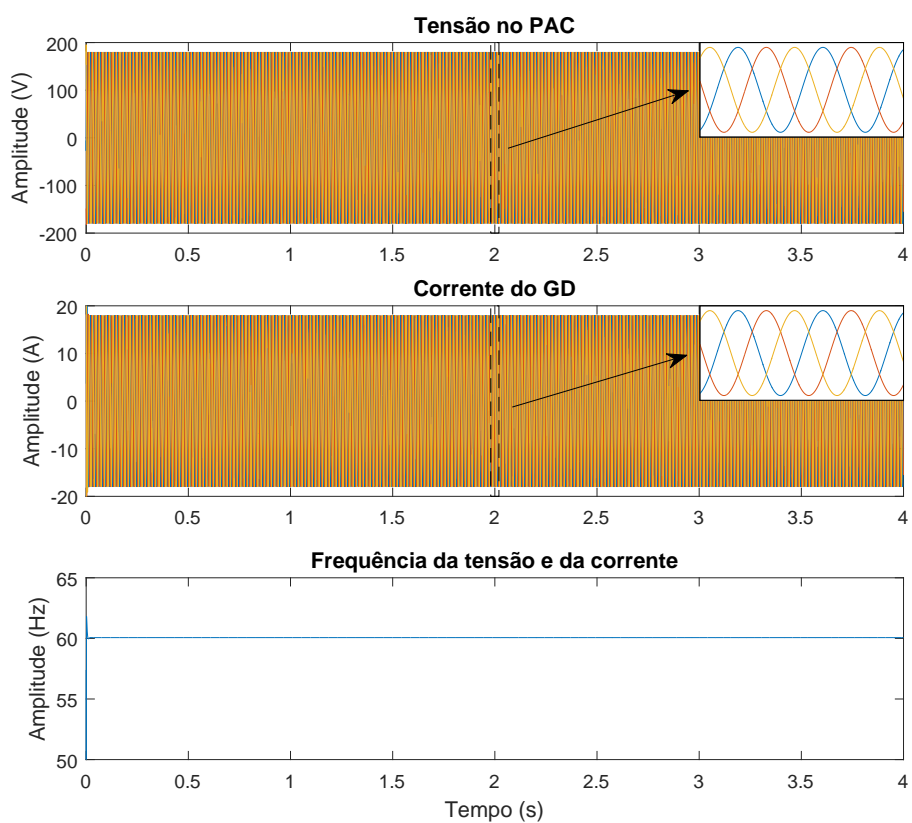 Tensão no PAC
Amplitude (V)
200
100
0
-100
-200
0 0.5 1 1.5 2 2.5 3 3.5 4
Corrente do GD
Amplitude (A)
20
10
0
-10
-20
0 0.5 1 1.5 2 2.5 3 3.5 4
Frequência da tensão e da corrente
Amplitude (Hz)
65
60
55
50
0 0.5 1 1.5 2 2.5 3 3.5 4
Tempo (s)